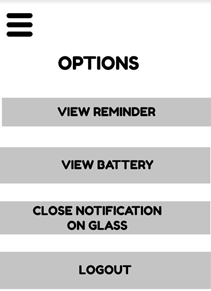 OPTIONS
VIEW REMINDER
VIEW BATTERY
CLOSE NOTIFICATION
ON GLASS
LOGOUT